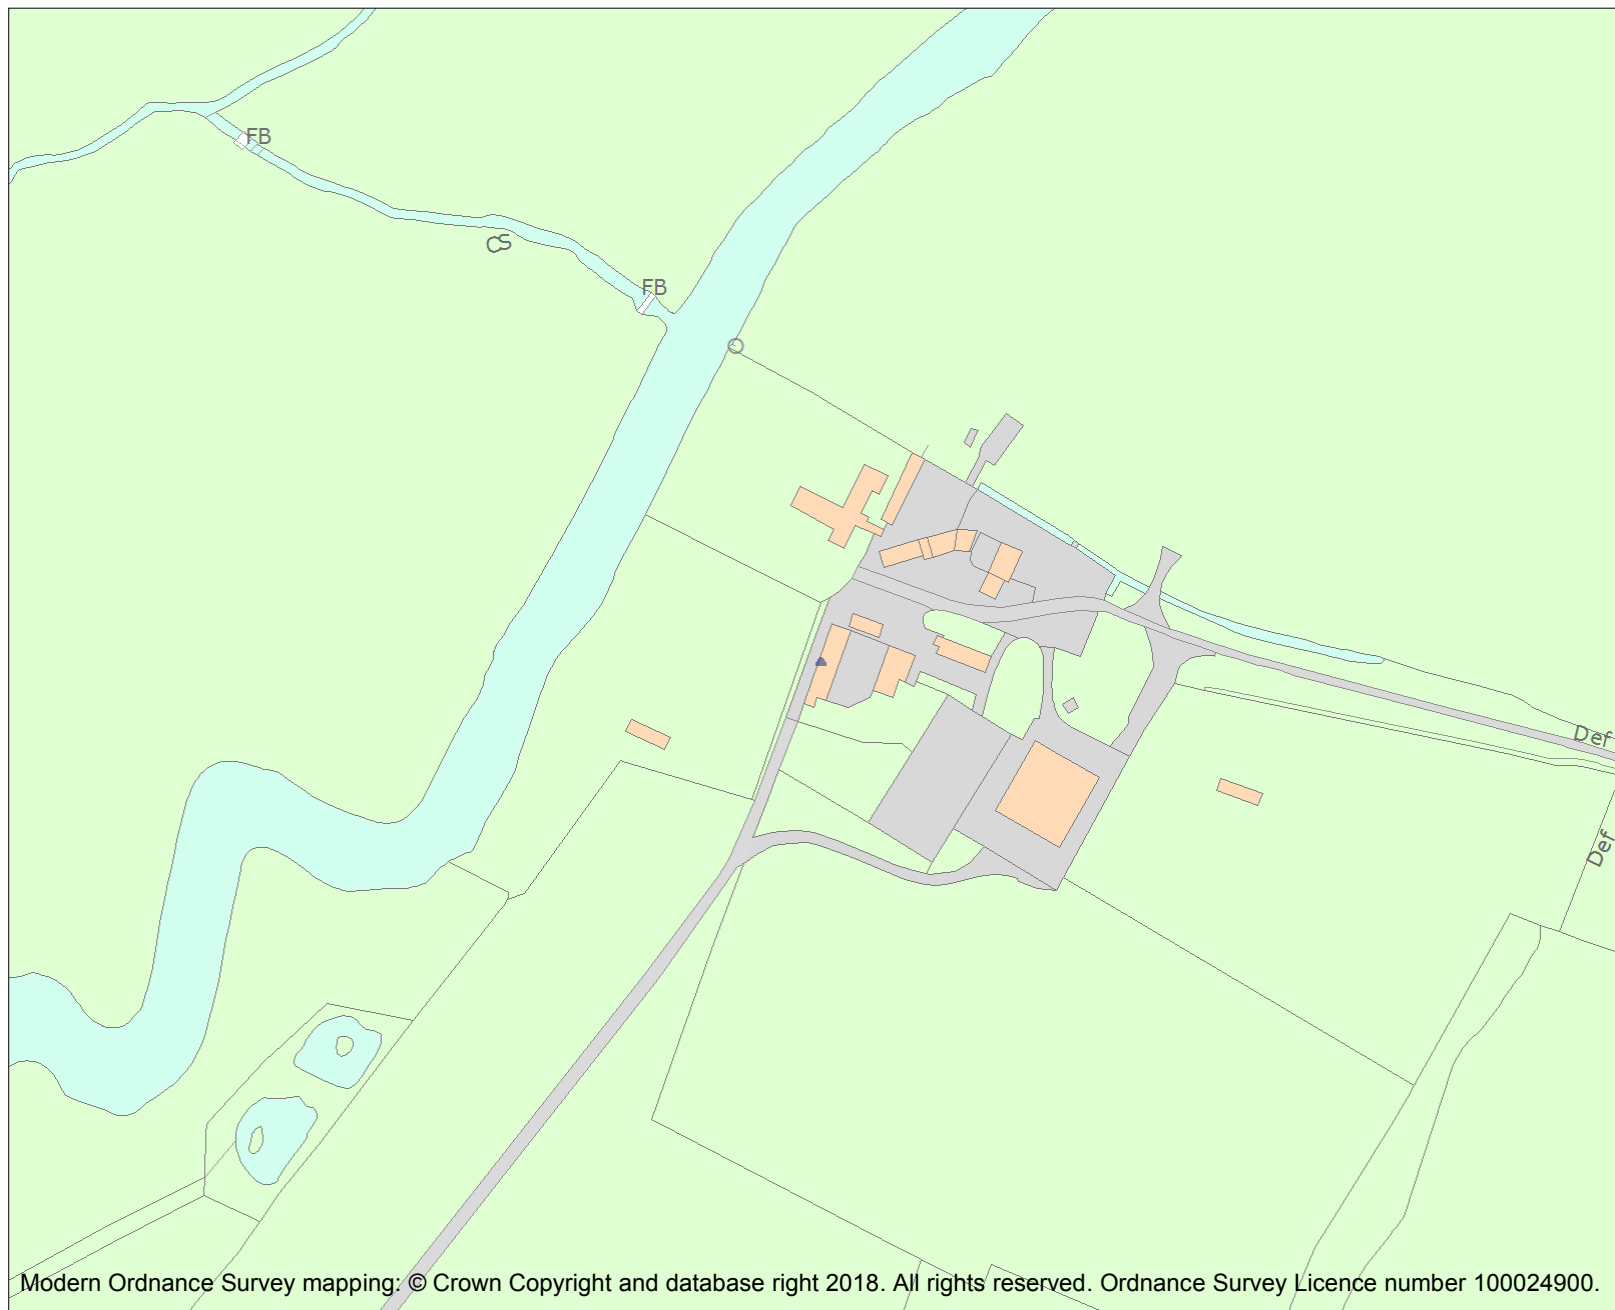 FB
CS
FB
Def
Def
Modern Ordnance Survey mapping: © Crown Copyright and database right 2018. All rights reserved. Ordnance Survey Licence number 100024900.